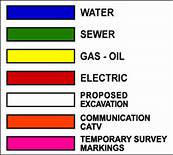 WATER
SEWER
GAS - OIL
ELECTRIC
PROPOSED
EXCAVATION
COMMUNICATION
CATV
TEMPORARY SURVEY
MARKINGS